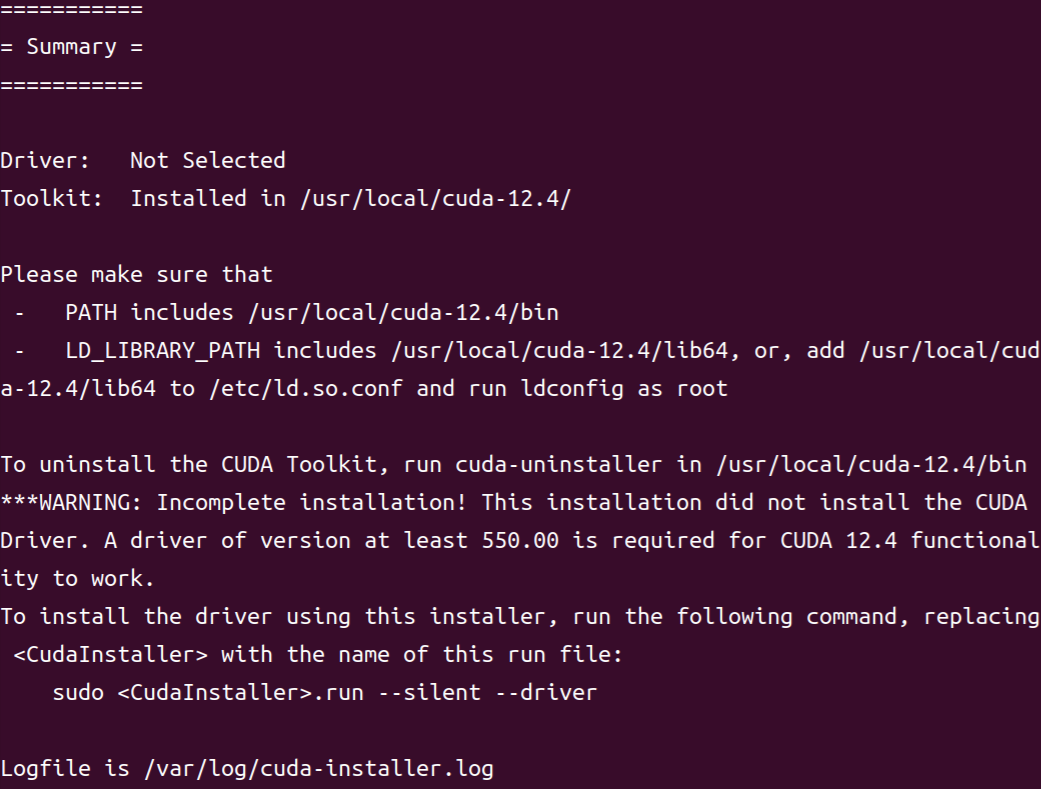 ===========
= Summary =
===========
Driver:   Not Selected
Toolkit:  Installed in /usr/local/cuda-12.4/
Please make sure that
 -   PATH includes /usr/local/cuda-12.4/bin
 -   LD_LIBRARY_PATH includes /usr/local/cuda-12.4/lib64, or, add /usr/local/cud
a-12.4/lib64 to /etc/ld.so.conf and run ldconfig as root
To uninstall the CUDA Toolkit, run cuda-uninstaller in /usr/local/cuda-12.4/bin
***WARNING: Incomplete installation! This installation did not install the CUDA
Driver. A driver of version at least 550.00 is required for CUDA 12.4 functional
ity to work.
To install the driver using this installer, run the following command, replacing
 <CudaInstaller> with the name of this run file:
    sudo <CudaInstaller>.run --silent --driver
Logfile is /var/log/cuda-installer.log